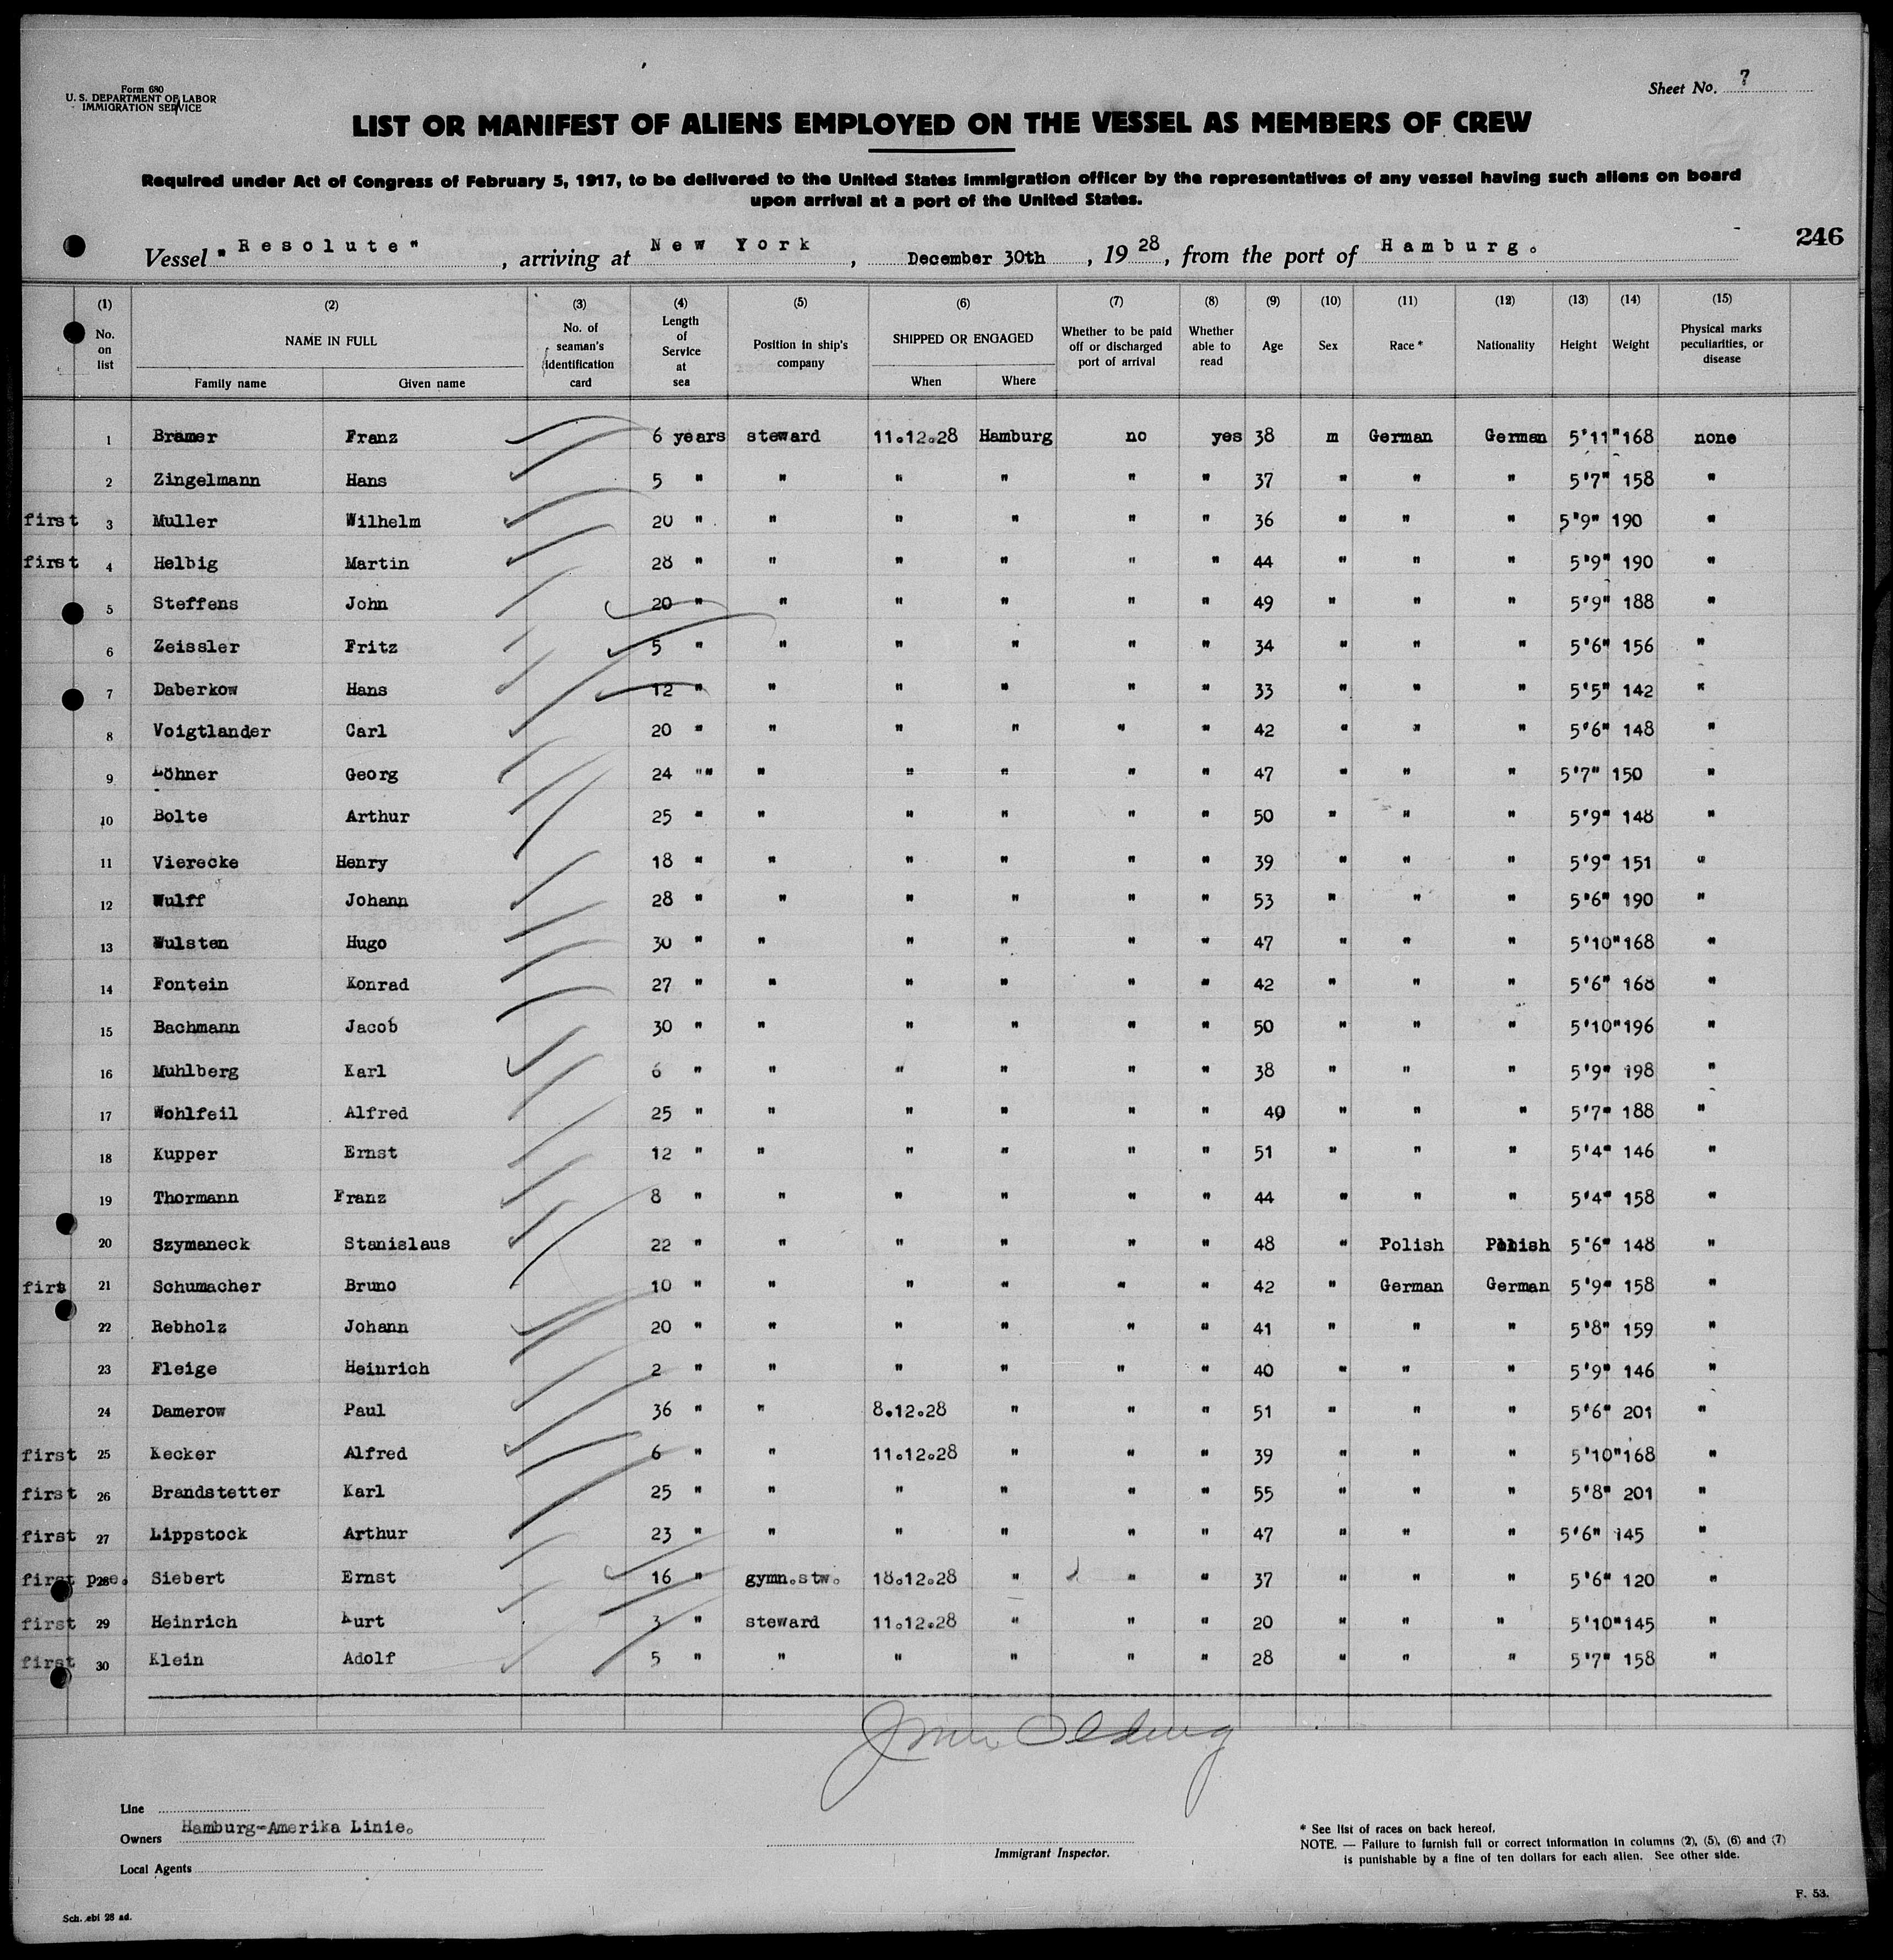 Form 680
U. S. DEPARTMENT OF LABOR
IMMIGRATION SERVICE
Sheet No. 7
LIST OR MANIFEST OF ALIENS EMPLOYED ON THE VESSEL AS MEMBERS OF CREW
Required under Act of Congress of February 5, 1917, to be delivered to the United States immigration officer by the representatives of any vessel having such aliens on board
upon arrival at a port of the United States.
Vessel "Resolute", arriving at New York, December 30th, 1928, from the port of Hamburg.
246
(1) (2) (3) (4) (5) (6) (7) (8) (9) (10) (11) (12) (13) (14) (15)
No. on list NAME IN FULL Family name Given name No. of seaman's identification card Length of Service at sea Position in ship's company SHIPPED OR ENGAGED When Where Whether to be paid off or discharged port of arrival Whether able to read Age Sex Race * Nationality Height Weight Physical marks peculiarities, or disease
1 Bramer Franz 6 years steward 11.12.28 Hamburg no yes 38 m German German 5'11" 168 none
2 Zingelmann Hans 5 " " " " " " 37 " " " 5'7" 158 "
first 3 Muller Wilhelm 20 " " " " " " 36 " " " 5'9" 190 "
first 4 Helbig Martin 28 " " " " " " 44 " " " 5'9" 190 "
5 Steffens John 20 " " " " " " 49 " " " 5'9" 188 "
6 Zeissler Fritz 5 " " " " " " 34 " " " 5'6" 156 "
7 Daberkow Hans 12 " " " " " " 33 " " " 5'5" 142 "
8 Voigtlander Carl 20 " " " " " " 42 " " " 5'6" 148 "
9 Löhner Georg 24 "" " " " " " 47 " " " 5'7" 150 "
10 Bolte Arthur 25 " " " " " " 50 " " " 5'9" 148 "
11 Vierecke Henry 18 " " " " " " 39 " " " 5'9" 151 "
12 Wulff Johann 28 " " " " " " 53 " " " 5'6" 190 "
13 Wulsten Hugo 30 " " " " " " 47 " " " 5'10" 168 "
14 Fontein Konrad 27 " " " " " " 42 " " " 5'6" 168 "
15 Bachmann Jacob 30 " " " " " " 50 " " " 5'10" 196 "
16 Muhlberg Karl 6 " " " " " " 38 " " " 5'9" 198 "
17 Wohlfeil Alfred 25 " " " " " " 49 " " " 5'7" 188 "
18 Kupper Ernst 12 " " " " " " 51 " " " 5'4" 146 "
19 Thormann Franz 8 " " " " " " 44 " " " 5'4" 158 "
20 Szymaneck Stanislaus 22 " " " " " " 48 " Polish Polish 5'6" 148 "
firt 21 Schumacher Bruno 10 " " " " " " 42 " German German 5'9" 158 "
22 Rebholz Johann 20 " " " " " " 41 " " " 5'8" 159 "
23 Fleige Heinrich 2 " " " " " " 40 " " " 5'9" 146 "
24 Damerow Paul 36 " " 8.12.28 " " " 51 " " " 5'6" 201 "
first 25 Kecker Alfred 6 " " 11.12.28 " " " 39 " " " 5'10" 168 "
first 26 Brandstetter Karl 25 " " " " " " 55 " " " 5'8" 201 "
first 27 Lippstock Arthur 23 " " " " " " 47 " " " 5'6" 145 "
first 28 Siebert Ernst 16 " gymn.stw. 18.12.28 " " " 37 " " " 5'6" 120 "
first 29 Heinrich Kurt 3 " steward 11.12.28 " " " 20 " " " 5'10" 145 "
first 30 Klein Adolf 5 " " " " " " 28 " " " 5'7" 158 "
Line
Owners Hamburg-Amerika Linie.
Local Agents
Immigrant Inspector.
* See list of races on back hereof.
NOTE. — Failure to furnish full or correct information in columns (2), (5), (6) and (7)
is punishable by a fine of ten dollars for each alien. See other side.
F. 53.
28 ad.